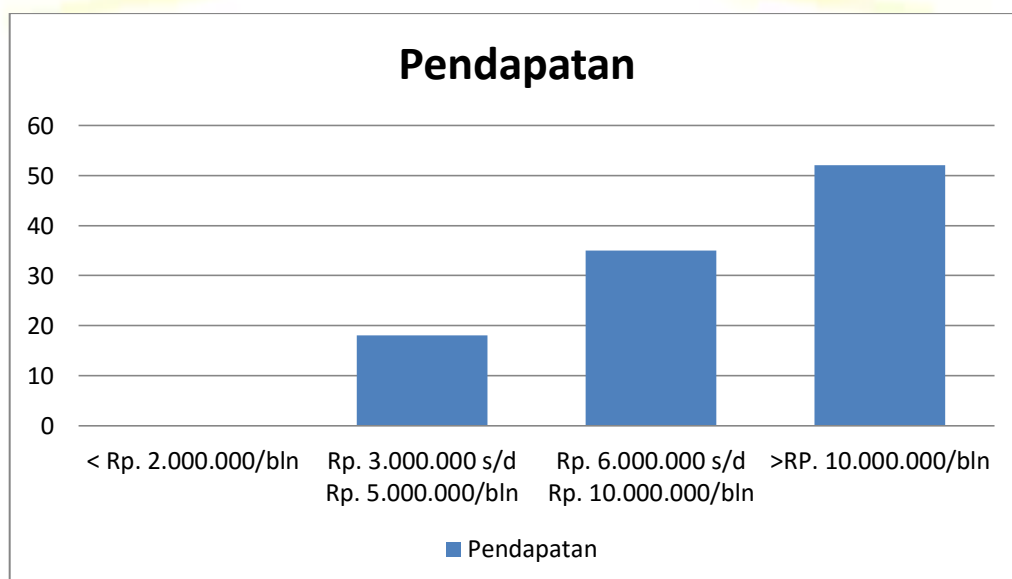 Pendapatan
60
50
40
30
20
10
0
< Rp. 2.000.000/bln
Rp. 3.000.000 s/d
Rp. 5.000.000/bln
Rp. 6.000.000 s/d
Rp. 10.000.000/bln
>RP. 10.000.000/bln
Pendapatan